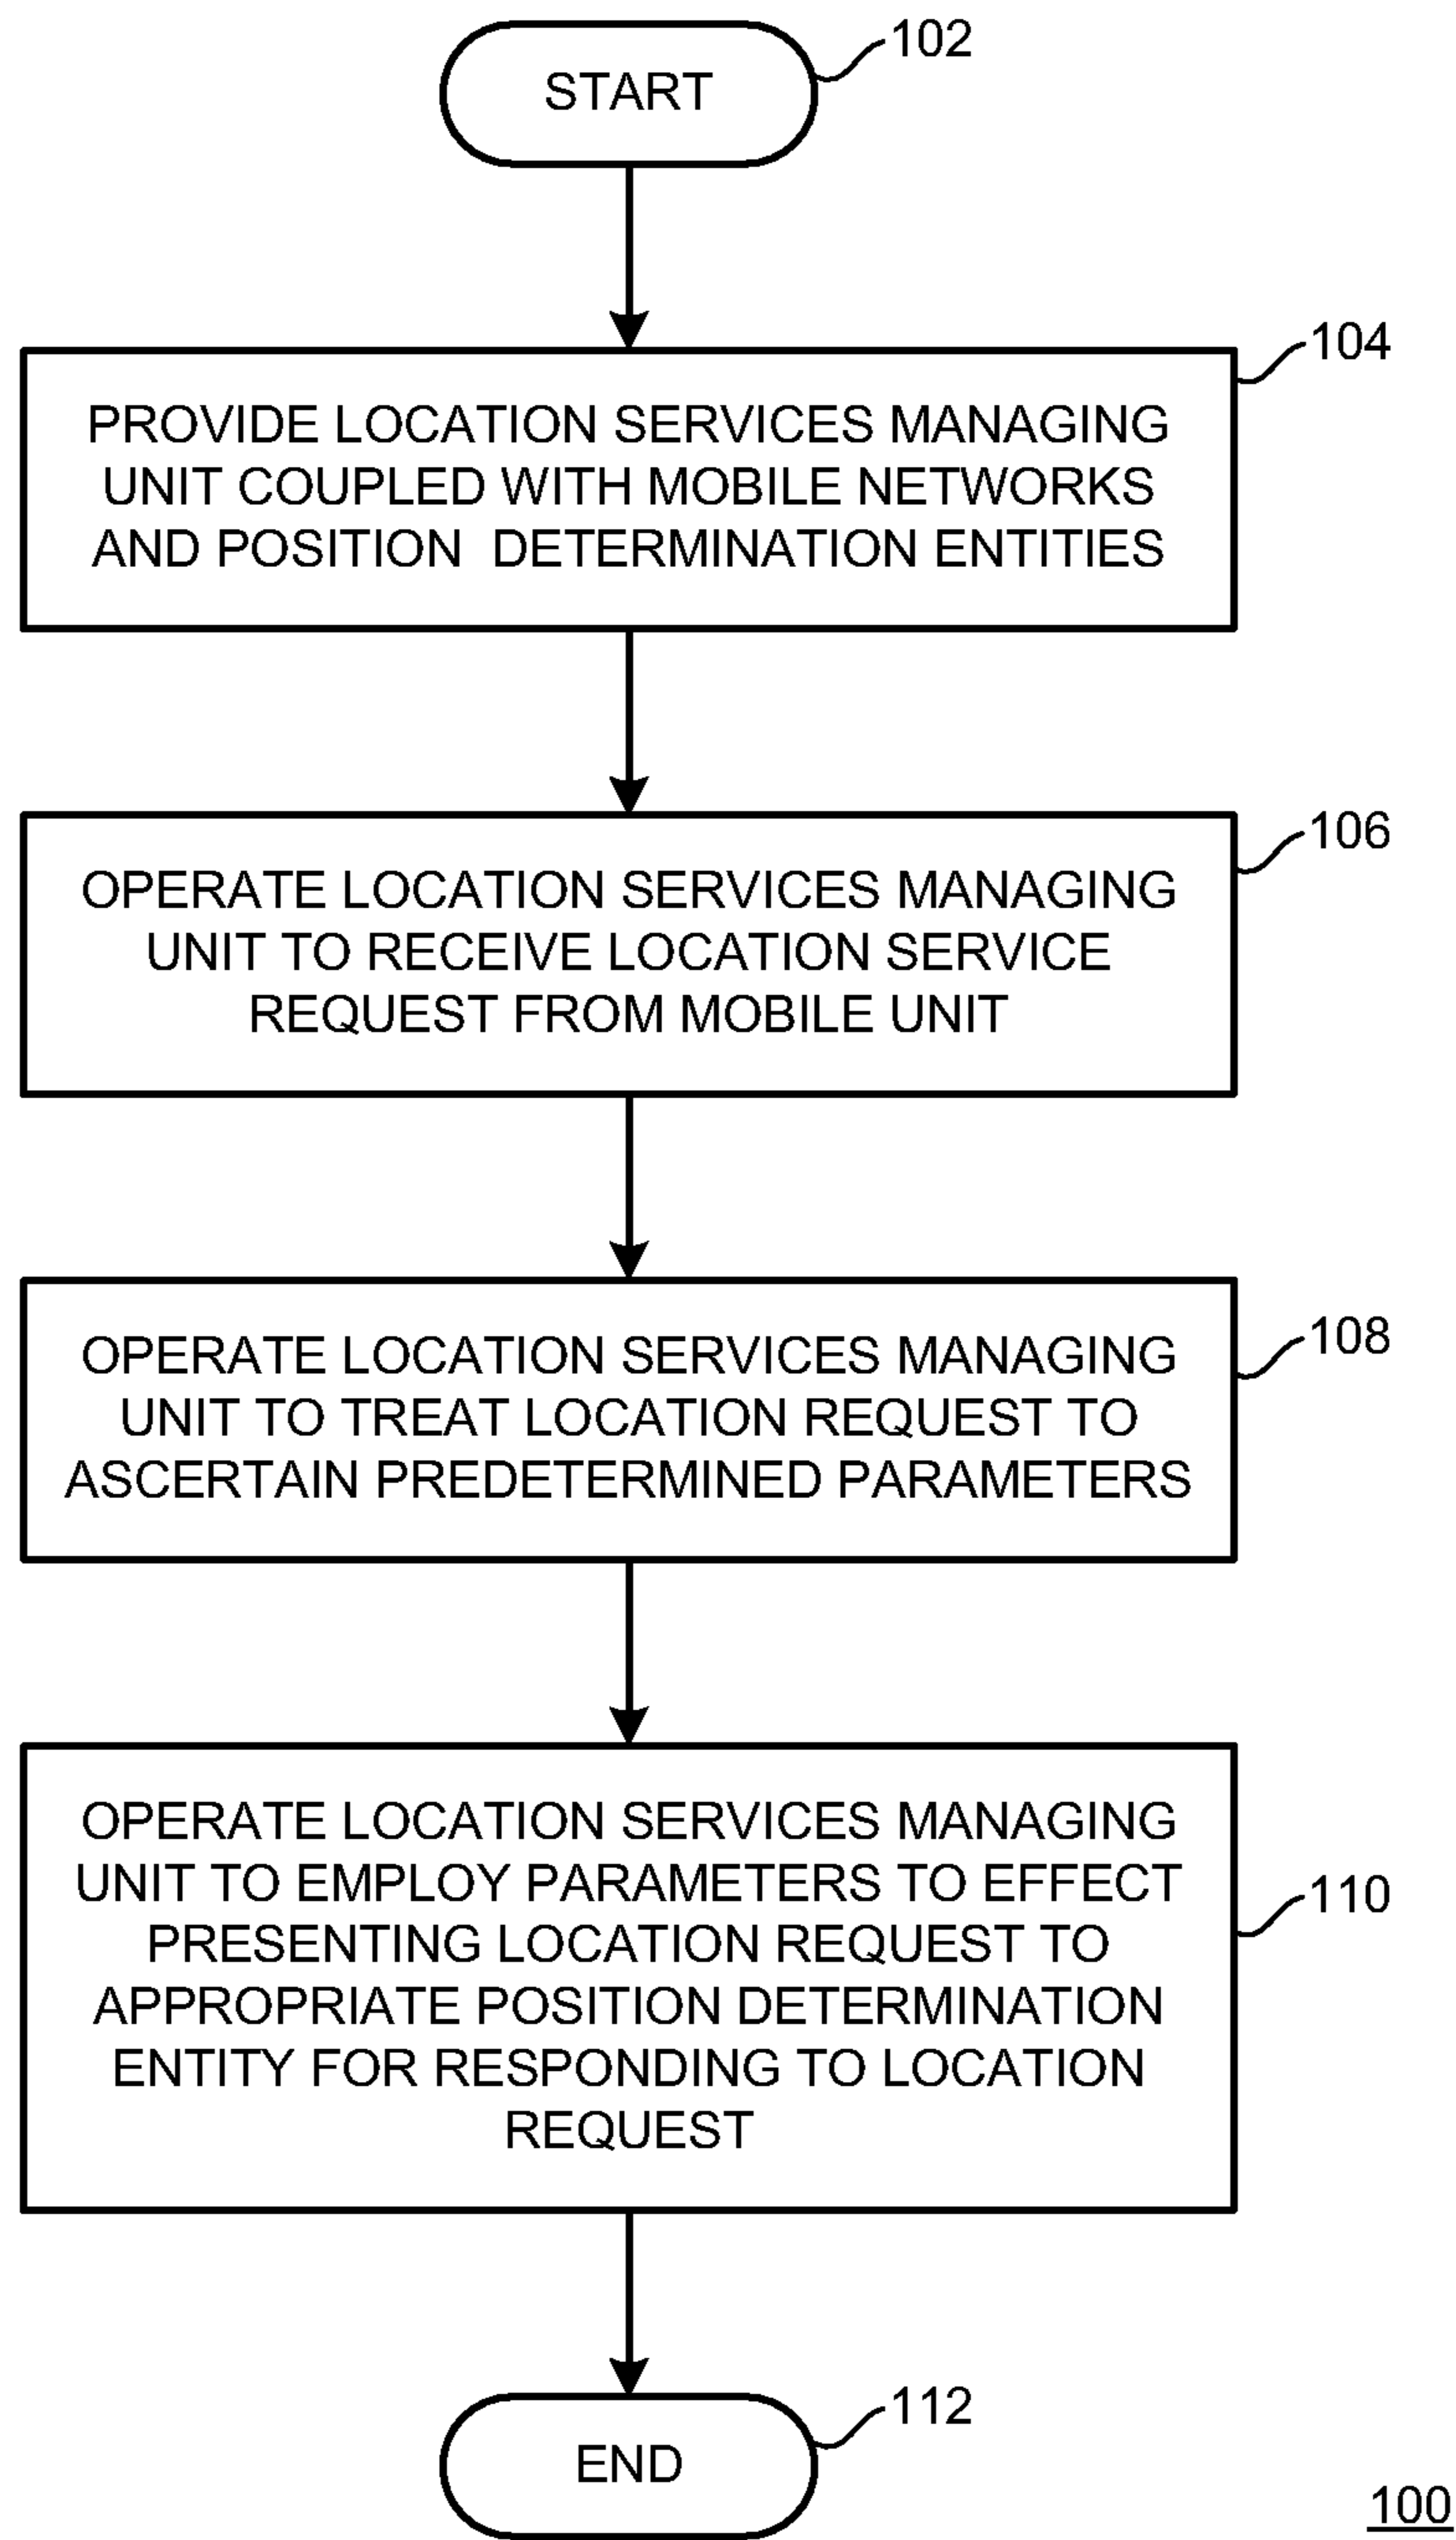 START
102
PROVIDE LOCATION SERVICES MANAGING
UNIT COUPLED WITH MOBILE NETWORKS
AND POSITION DETERMINATION ENTITIES
104
OPERATE LOCATION SERVICES MANAGING
UNIT TO RECEIVE LOCATION SERVICE
REQUEST FROM MOBILE UNIT
106
OPERATE LOCATION SERVICES MANAGING
UNIT TO TREAT LOCATION REQUEST TO
ASCERTAIN PREDETERMINED PARAMETERS
108
OPERATE LOCATION SERVICES MANAGING
UNIT TO EMPLOY PARAMETERS TO EFFECT
PRESENTING LOCATION REQUEST TO
APPROPRIATE POSITION DETERMINATION
ENTITY FOR RESPONDING TO LOCATION
REQUEST
110
END
112
100